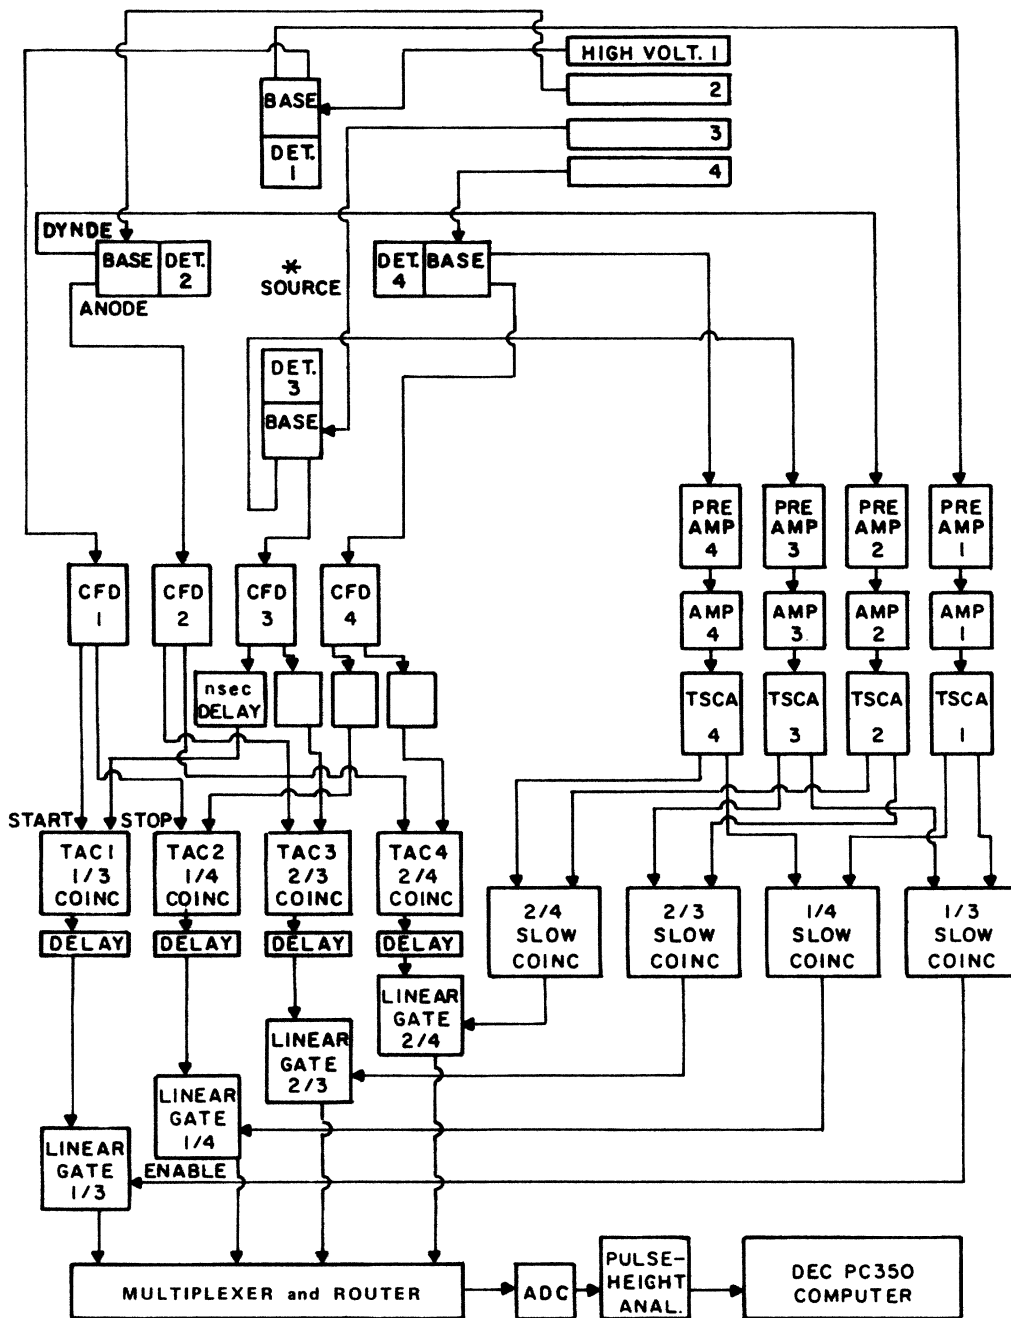 HIGH VOLT. 1
2
3
4
BASE
DET.
1
DYNDE
BASE
DET.
2
ANODE
*
SOURCE
DET.
4
BASE
DET.
3
BASE
PRE
AMP
4
PRE
AMP
3
PRE
AMP
2
PRE
AMP
1
CFD
1
CFD
2
CFD
3
CFD
4
AMP
4
AMP
3
AMP
2
AMP
1
nsec
DELAY
TSCA
4
TSCA
3
TSCA
2
TSCA
1
START
STOP
TAC1
1/3
COINC
TAC2
1/4
COINC
TAC3
2/3
COINC
TAC4
2/4
COINC
DELAY
DELAY
DELAY
DELAY
2/4
SLOW
COINC
2/3
SLOW
COINC
1/4
SLOW
COINC
1/3
SLOW
COINC
LINEAR
GATE
2/4
LINEAR
GATE
2/3
LINEAR
GATE
1/4
LINEAR
GATE
1/3
ENABLE
MULTIPLEXER and ROUTER
ADC
PULSE-
HEIGHT
ANAL.
DEC PC350
COMPUTER